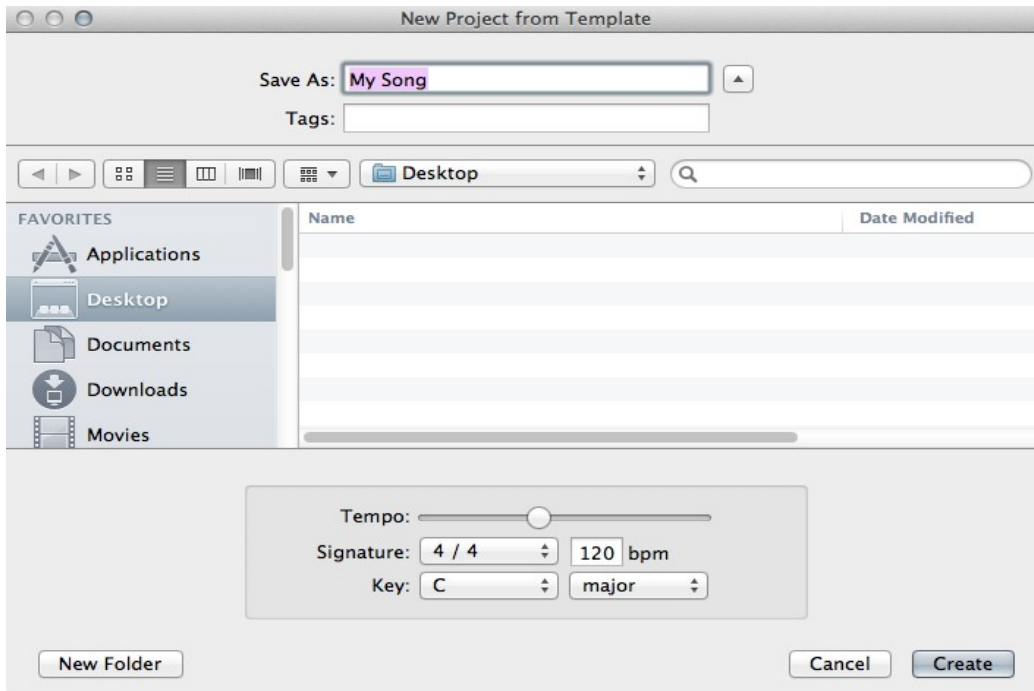 New Project from Template
Save As: My Song
Tags:
Desktop
FAVORITES
Name Date Modified
Applications
Desktop
Documents
Downloads
Movies
Tempo:
Signature: 4 / 4 120 bpm
Key: C major
New Folder Cancel Create